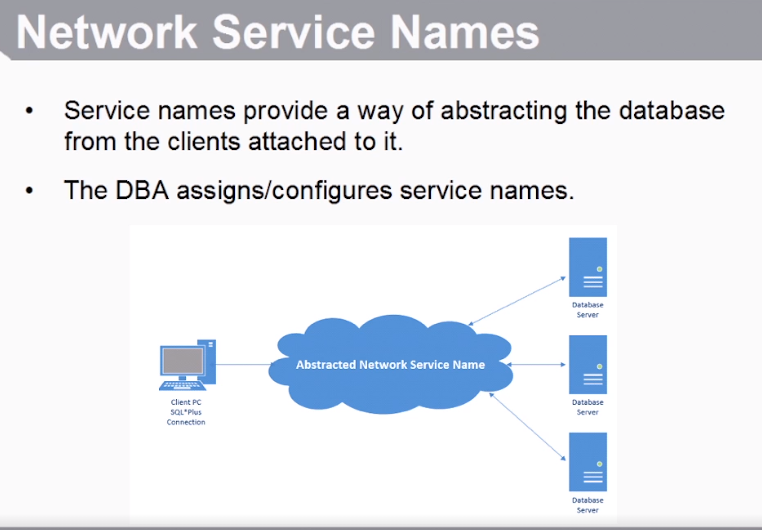 Network Service Names
• Service names provide a way of abstracting the database
from the clients attached to it.
• The DBA assigns/configures service names.
Database
Server
Abstracted Network Service Name
Client PC
SQL*Plus
Connection
Database
Server
Database
Server